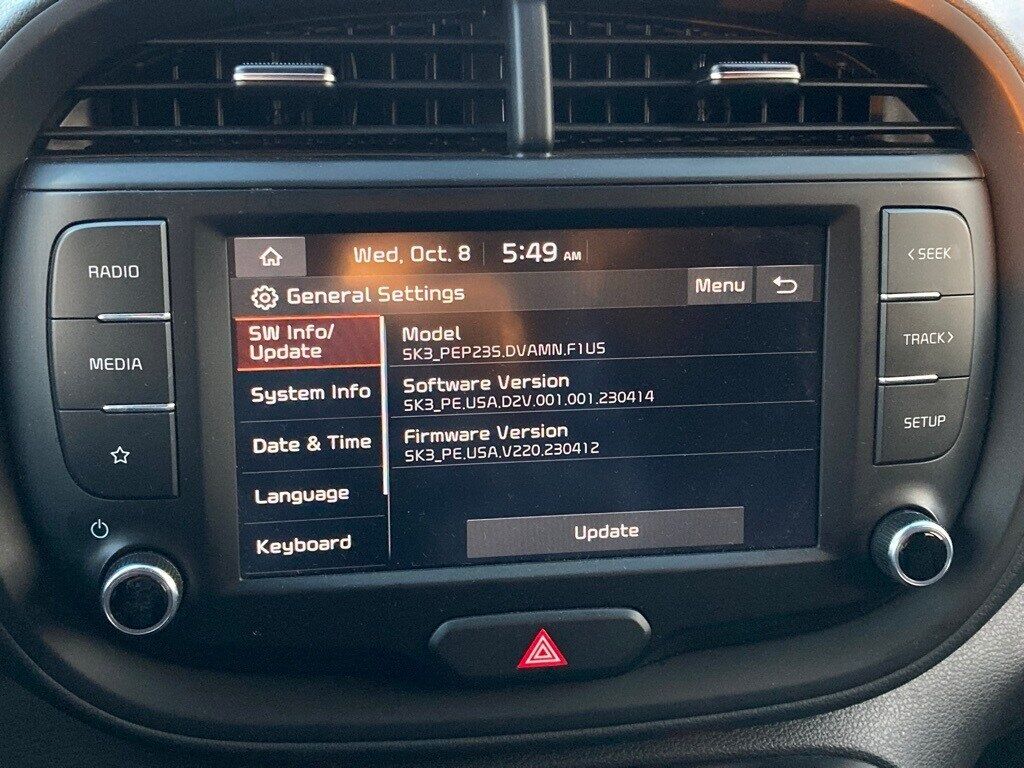 Wed, Oct. 8 5:49 AM
General Settings Menu
RADIO
MEDIA
SW Info/
Update
System Info
Date & Time
Language
Keyboard
Model
SK3_PEP23S.DVAMN.F1US
Software Version
SK3_PE.USA.D2V.001.001.230414
Firmware Version
SK3_PE.USA.V220.230412
Update
< SEEK
TRACK >
SETUP